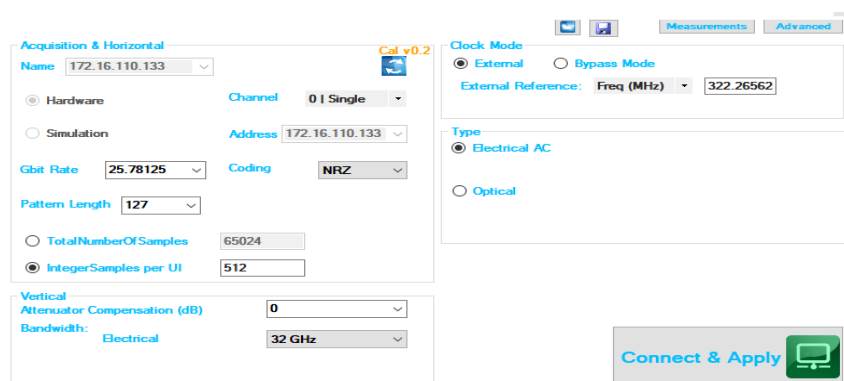 Measurements Advanced
Acquisition & Horizontal
Cal v0.2
Name 172.16.110.133
Hardware
Channel 0 | Single
Simulation
Address 172.16.110.133
Gbit Rate 25.78125
Coding NRZ
Pattern Length 127
TotalNumberOfSamples 65024
IntegerSamples per UI 512
Vertical
Attenuator Compensation (dB) 0
Bandwidth:
Electrical 32 GHz
Clock Mode
External Bypass Mode
External Reference: Freq (MHz) 322.26562
Type
Electrical AC
Optical
Connect & Apply